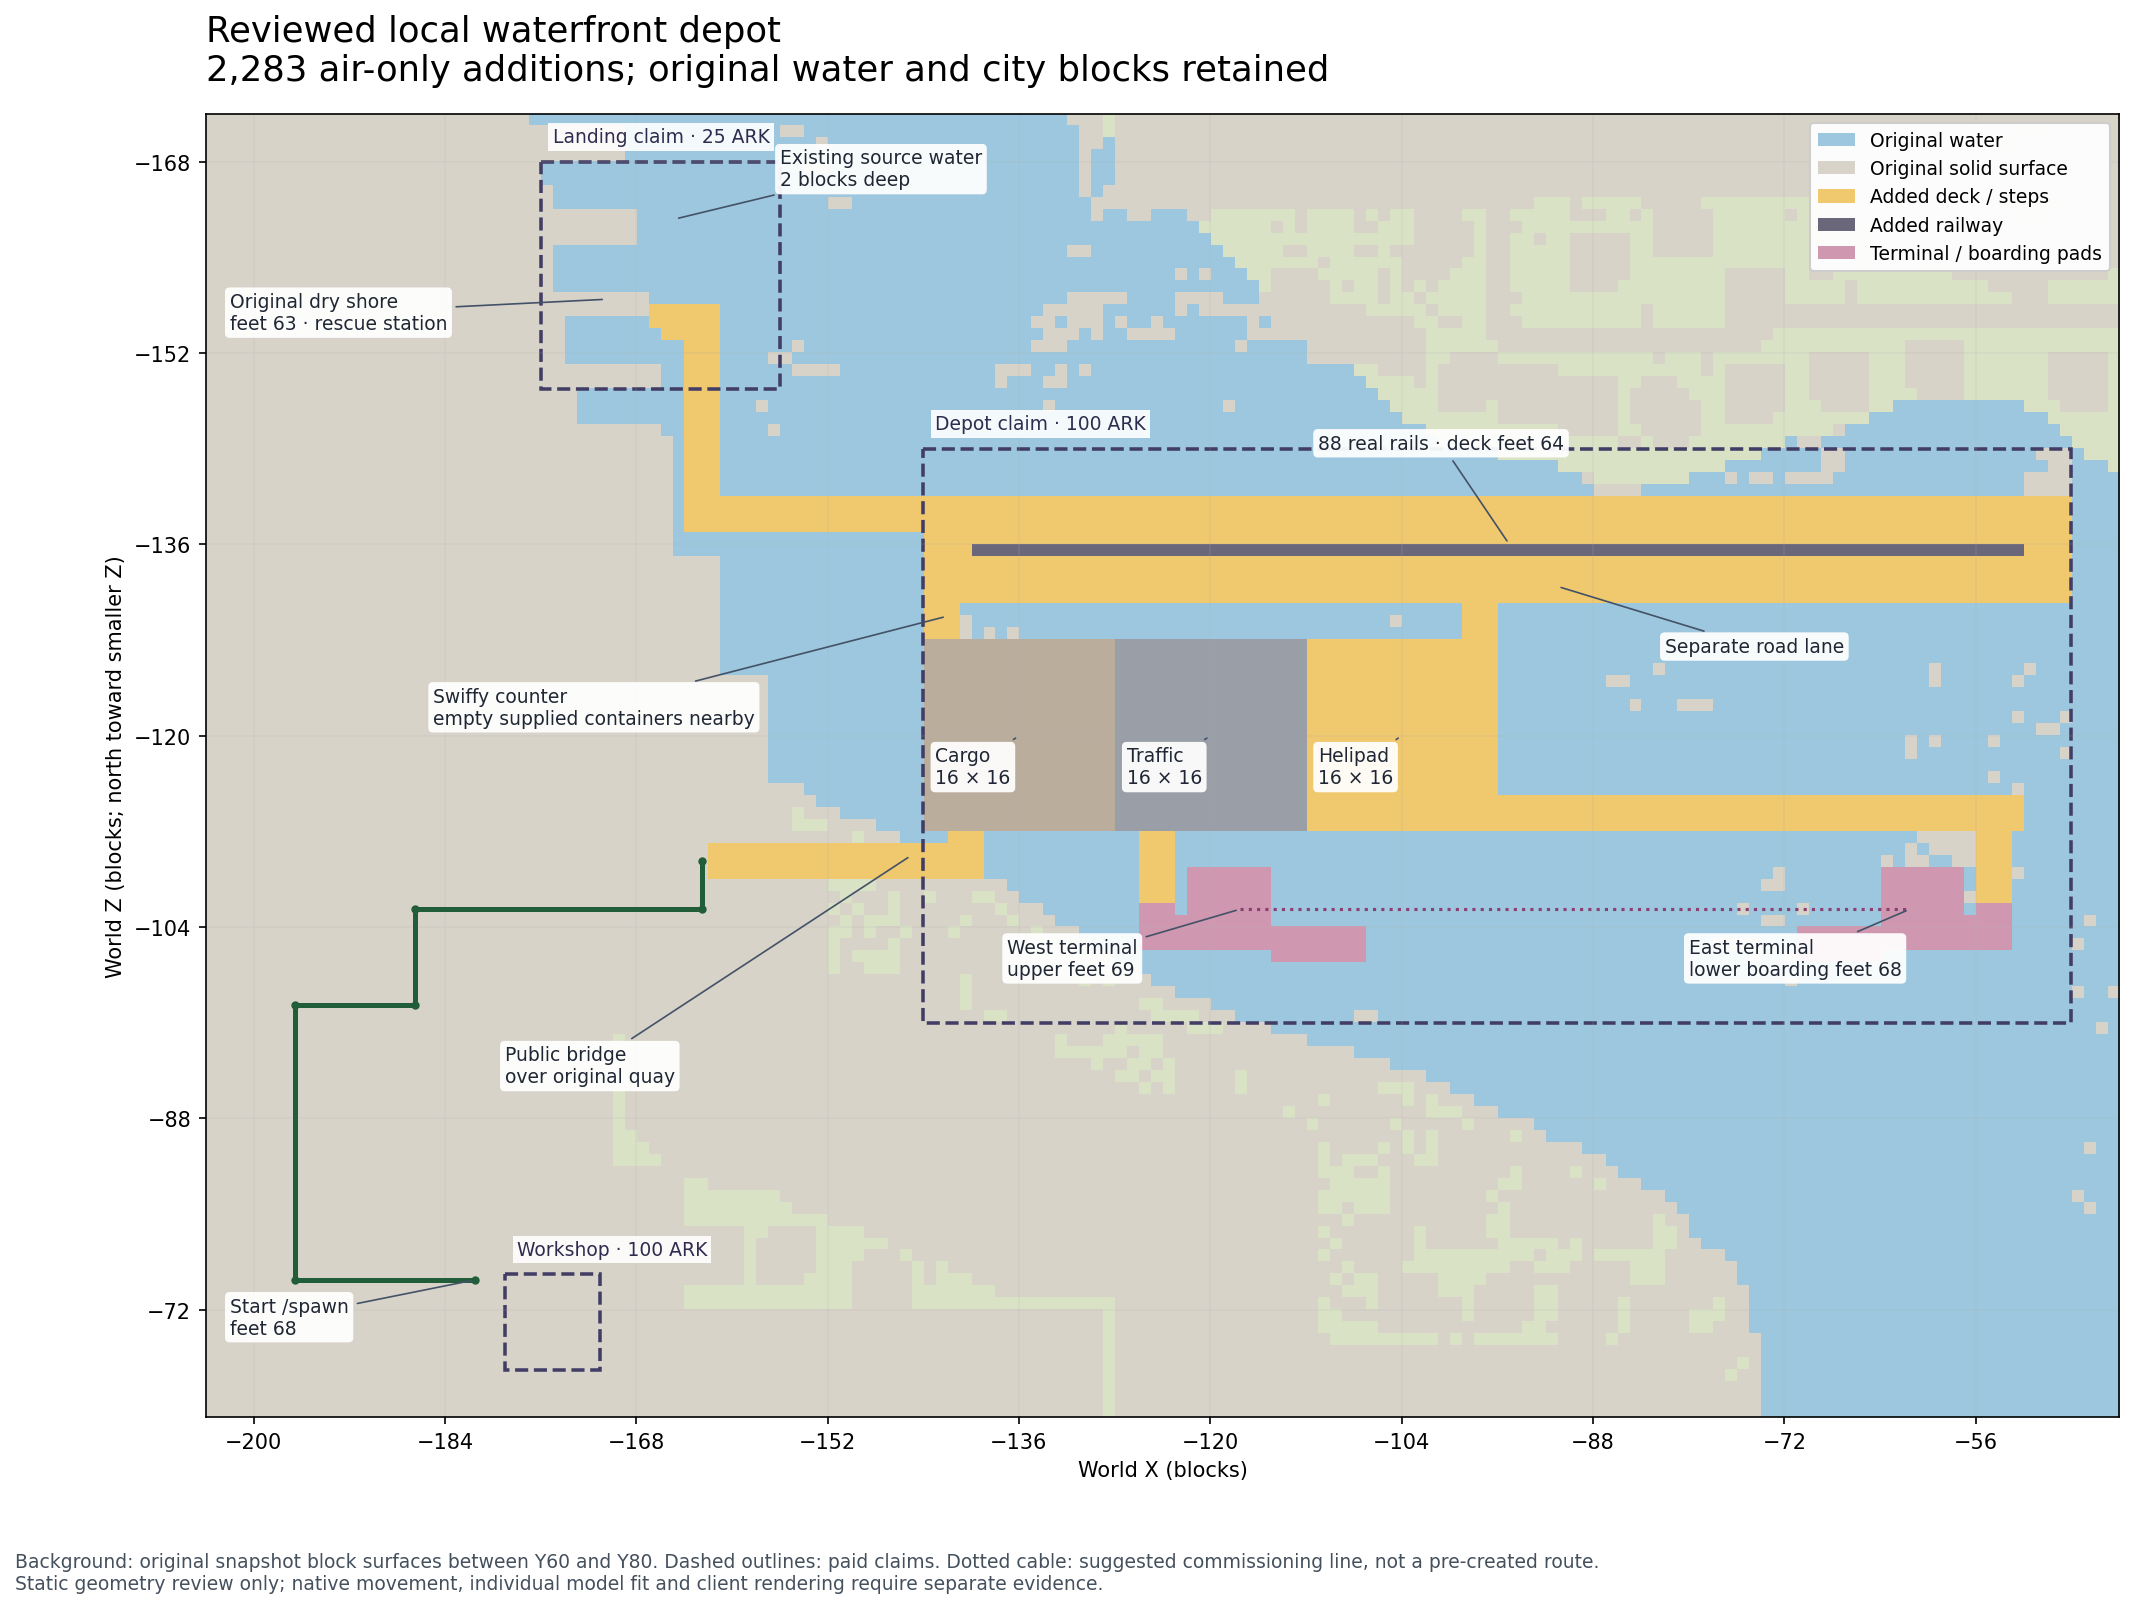 Reviewed local waterfront depot
2,283 air-only additions; original water and city blocks retained
Landing claim · 25 ARK
Existing source water
2 blocks deep
Original water
Original solid surface
Added deck / steps
Added railway
Terminal / boarding pads
Original dry shore
feet 63 · rescue station
Depot claim · 100 ARK
88 real rails · deck feet 64
Separate road lane
Swiffy counter
empty supplied containers nearby
Cargo
16 × 16
Traffic
16 × 16
Helipad
16 × 16
West terminal
upper feet 69
East terminal
lower boarding feet 68
Public bridge
over original quay
Workshop · 100 ARK
Start /spawn
feet 68
−168
−152
−136
−120
−104
−88
−72
World Z (blocks; north toward smaller Z)
−200
−184
−168
−152
−136
−120
−104
−88
−72
−56
World X (blocks)
Background: original snapshot block surfaces between Y60 and Y80. Dashed outlines: paid claims. Dotted cable: suggested commissioning line, not a pre-created route.
Static geometry review only; native movement, individual model fit and client rendering require separate evidence.